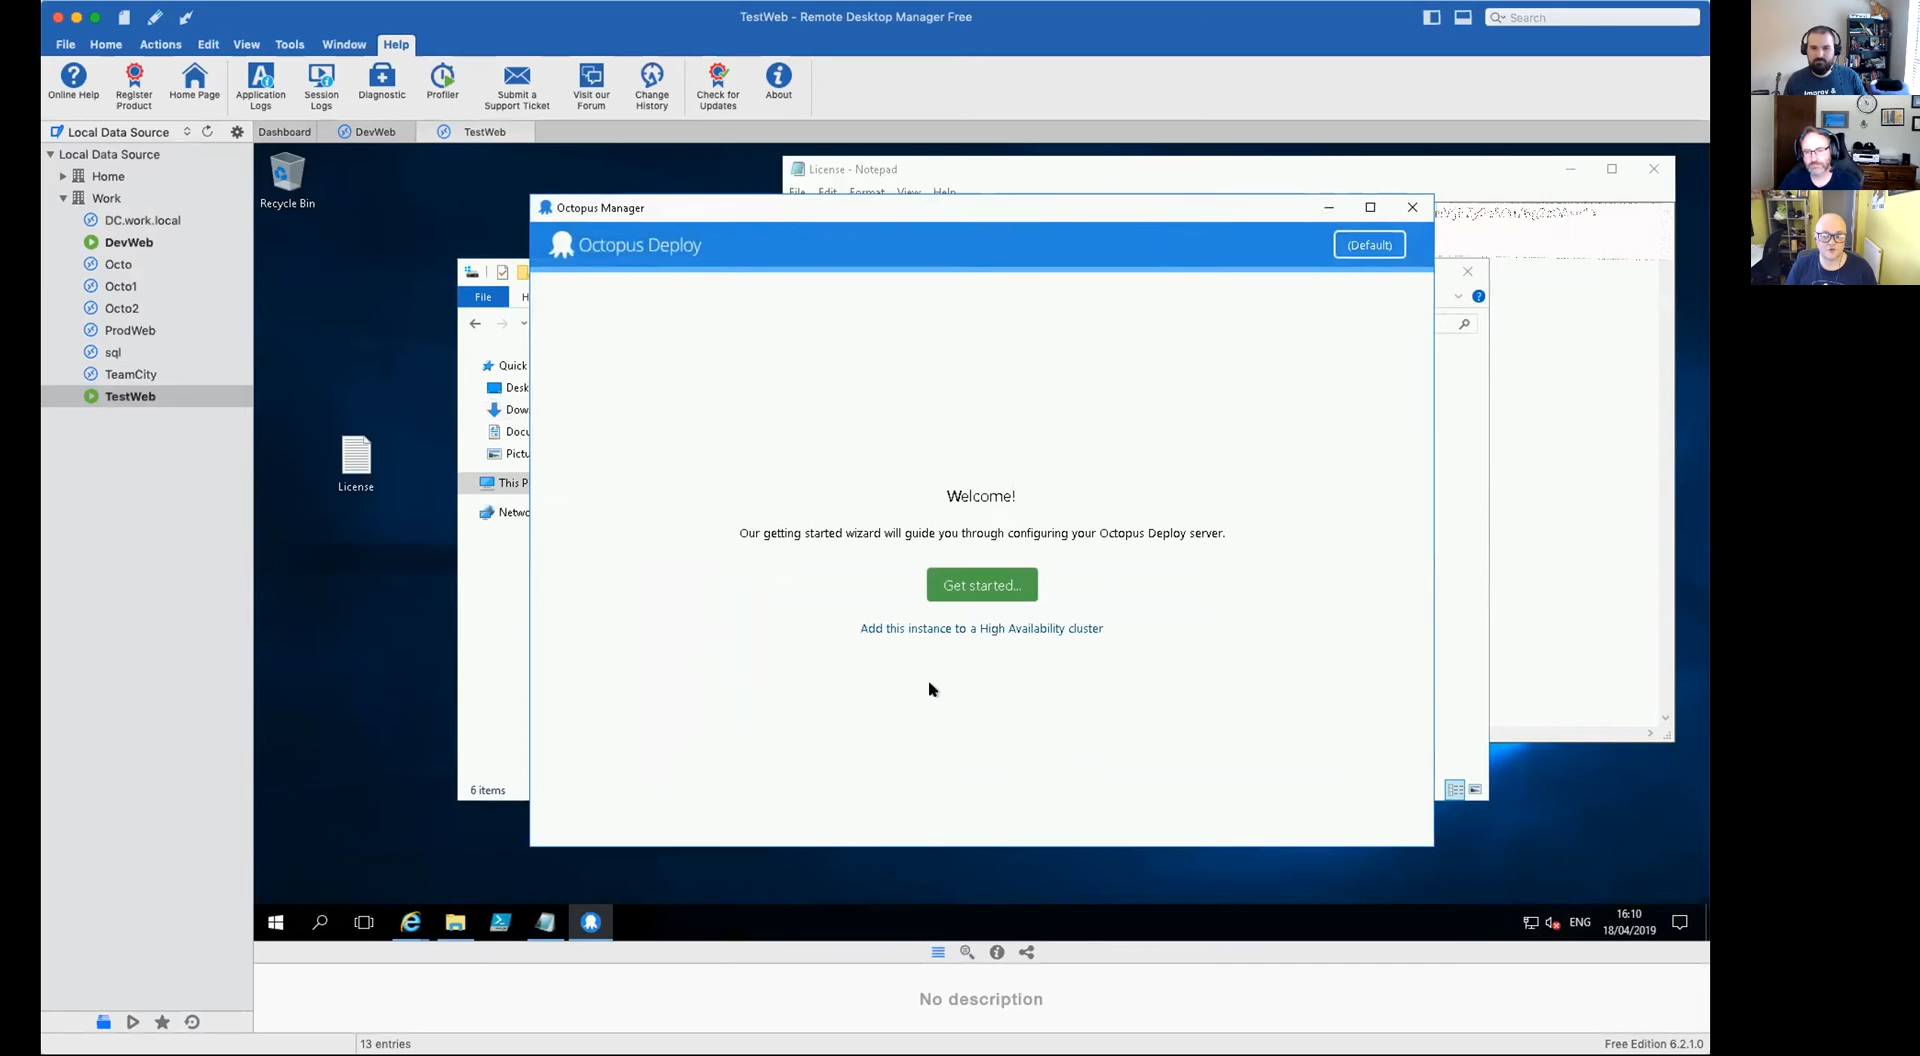 TestWeb - Remote Desktop Manager Free
Search
File Home Actions Edit View Tools Window Help
Online Help
Register Product
Home Page
Application Logs
Session Logs
Diagnostic
Profiler
Submit a Support Ticket
Visit our Forum
Change History
Check for Updates
About
Local Data Source
Dashboard DevWeb TestWeb
Local Data Source
Home
Work
DC.work.local
DevWeb
Octo
Octo1
Octo2
ProdWeb
sql
TeamCity
TestWeb
Recycle Bin
License
License - Notepad
File Edit Format View Help
File H
Quick
Desk
Dow
Docu
Pictu
This P
Netwo
6 items
Octopus Manager
Octopus Deploy
(Default)
Welcome!
Our getting started wizard will guide you through configuring your Octopus Deploy server.
Get started...
Add this instance to a High Availability cluster
ENG
16:10
18/04/2019
No description
13 entries
Free Edition 6.2.1.0